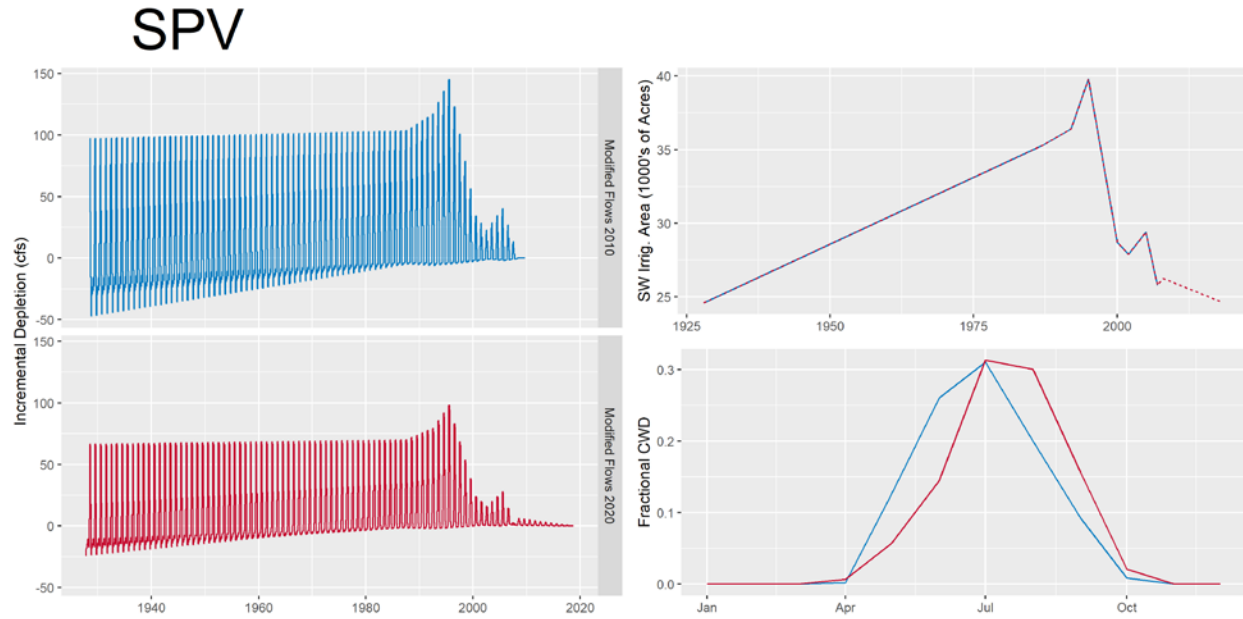 SPV
Incremental Depletion (cfs)
150
100
50
0
-50
Modified Flows 2010
150
100
50
0
-50
Modified Flows 2020
1940 1960 1980 2000 2020
SW Irrig. Area (1000's of Acres)
40
35
30
25
1925 1950 1975 2000
Fractional CWD
0.3
0.2
0.1
0.0
Jan Apr Jul Oct